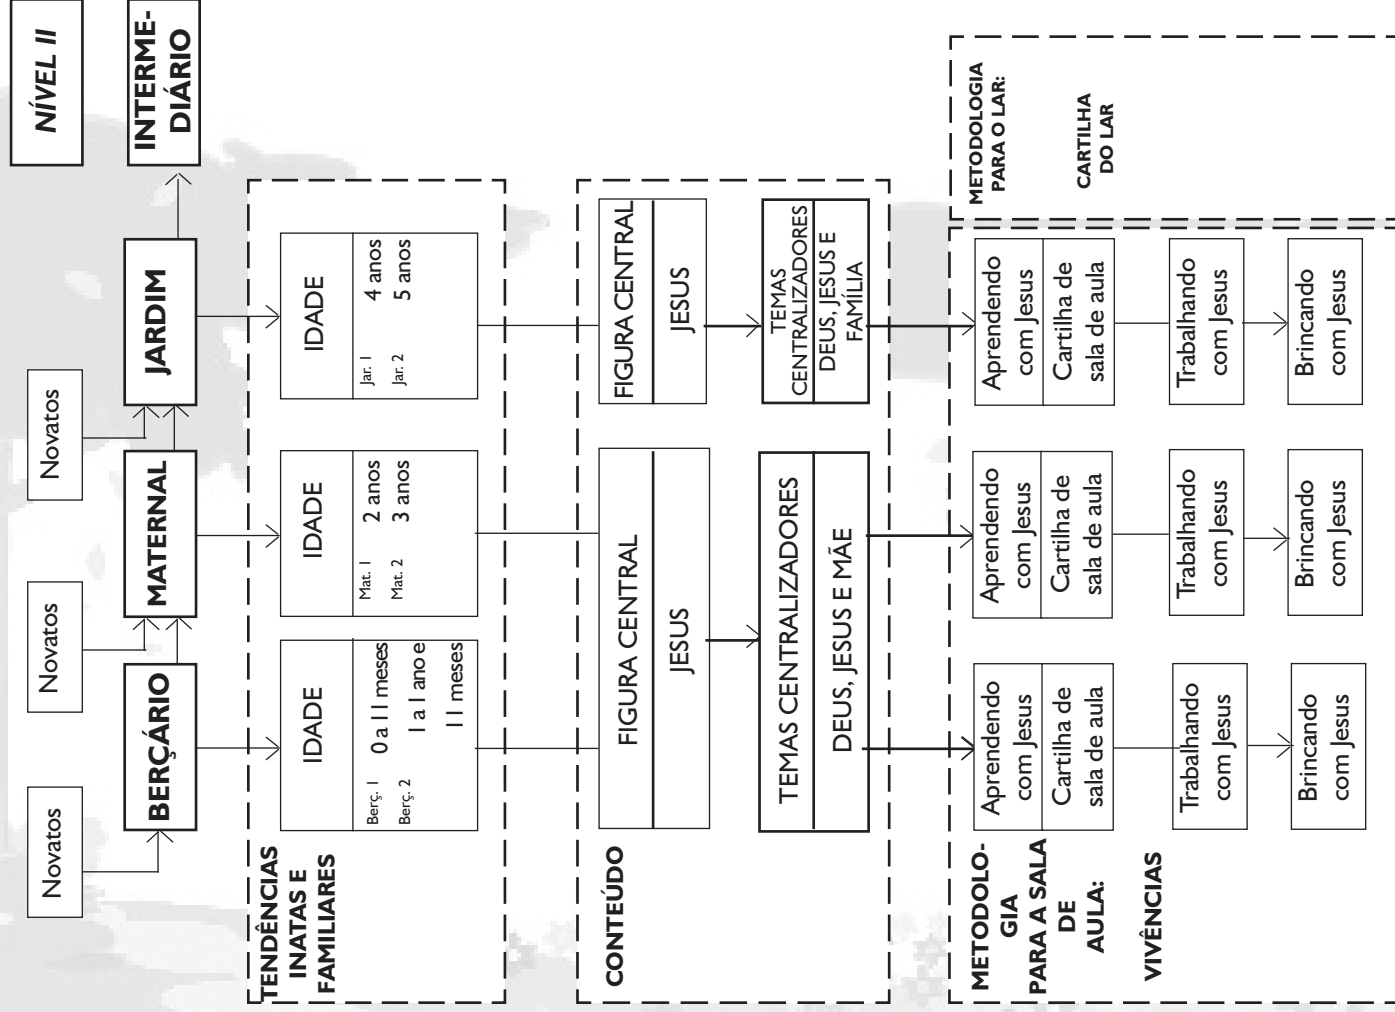 NÍVEL II
Novatos
Novatos
Novatos
BERÇÁRIO
MATERNAL
JARDIM
INTERME-
DIÁRIO
TENDÊNCIAS
INATAS E
FAMILIARES
IDADE
Berç. 1 0 a 11 meses
Berç. 2 1 a 1 ano e
11 meses
IDADE
Mat. 1 2 anos
Mat. 2 3 anos
IDADE
Jar. 1 4 anos
Jar. 2 5 anos
CONTEÚDO
FIGURA CENTRAL
JESUS
TEMAS CENTRALIZADORES
DEUS, JESUS E MÃE
FIGURA CENTRAL
JESUS
TEMAS
CENTRALIZADORES
DEUS, JESUS E
FAMÍLIA
METODOLO-
GIA
PARA A SALA
DE
AULA:
VIVÊNCIAS
Aprendendo
com Jesus
Cartilha de
sala de aula
Trabalhando
com Jesus
Brincando
com Jesus
Aprendendo
com Jesus
Cartilha de
sala de aula
Trabalhando
com Jesus
Brincando
com Jesus
Aprendendo
com Jesus
Cartilha de
sala de aula
Trabalhando
com Jesus
Brincando
com Jesus
METODOLOGIA
PARA O LAR:
CARTILHA
DO LAR